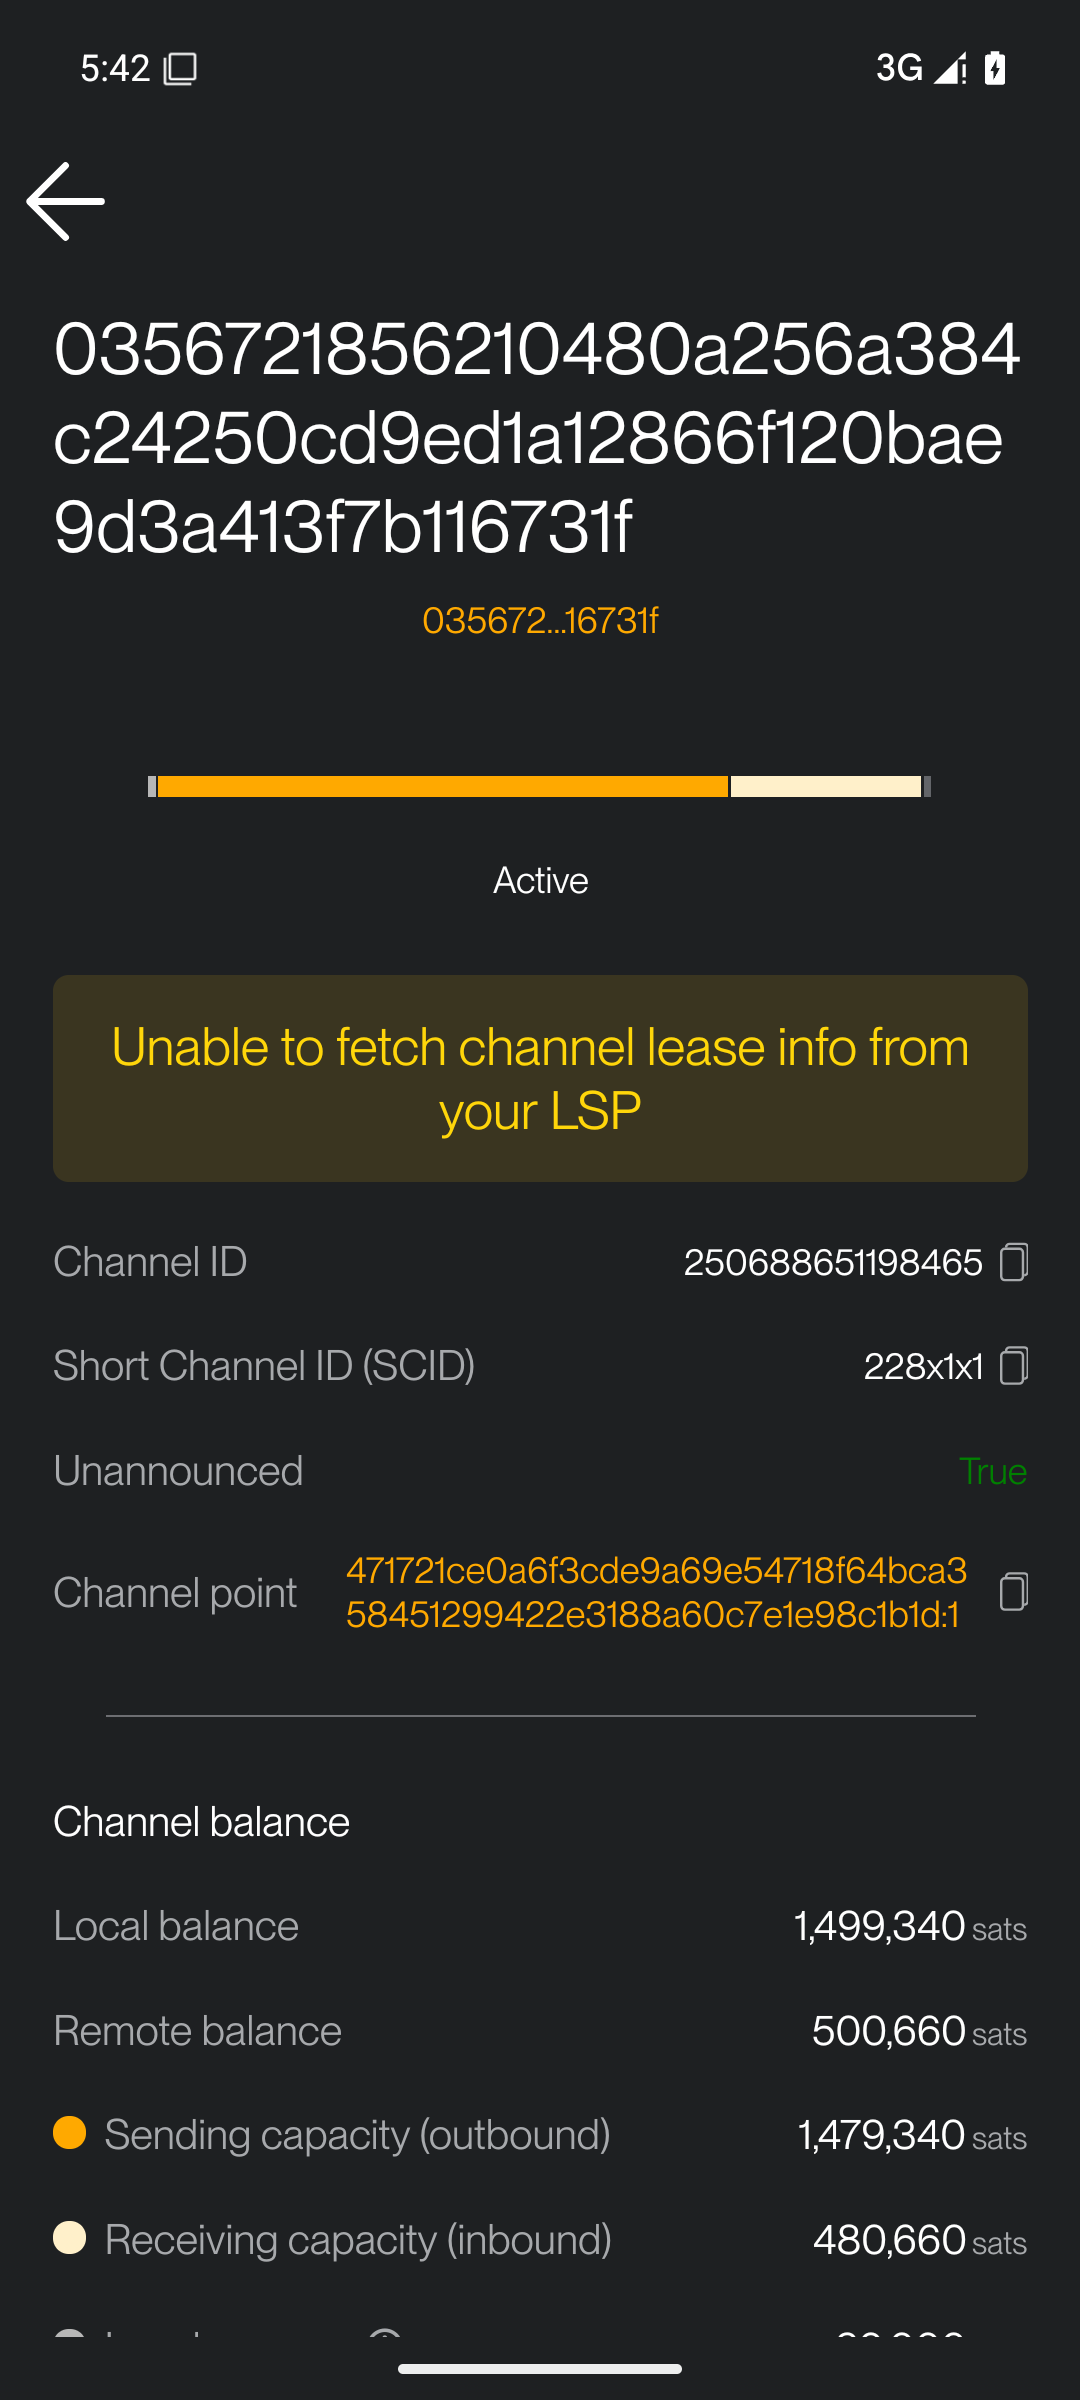 5:42
3G
0356721856210480a256a384
c24250cd9ed1a12866f120bae
9d3a413f7b116731f
035672...16731f
Active
Unable to fetch channel lease info from
your LSP
Channel ID 250688651198465
Short Channel ID (SCID) 228x1x1
Unannounced True
Channel point 471721ce0a6f3cde9a69e54718f64bca3
58451299422e3188a60c7e1e98c1b1d:1
Channel balance
Local balance 1,499,340 sats
Remote balance 500,660 sats
Sending capacity (outbound) 1,479,340 sats
Receiving capacity (inbound) 480,660 sats